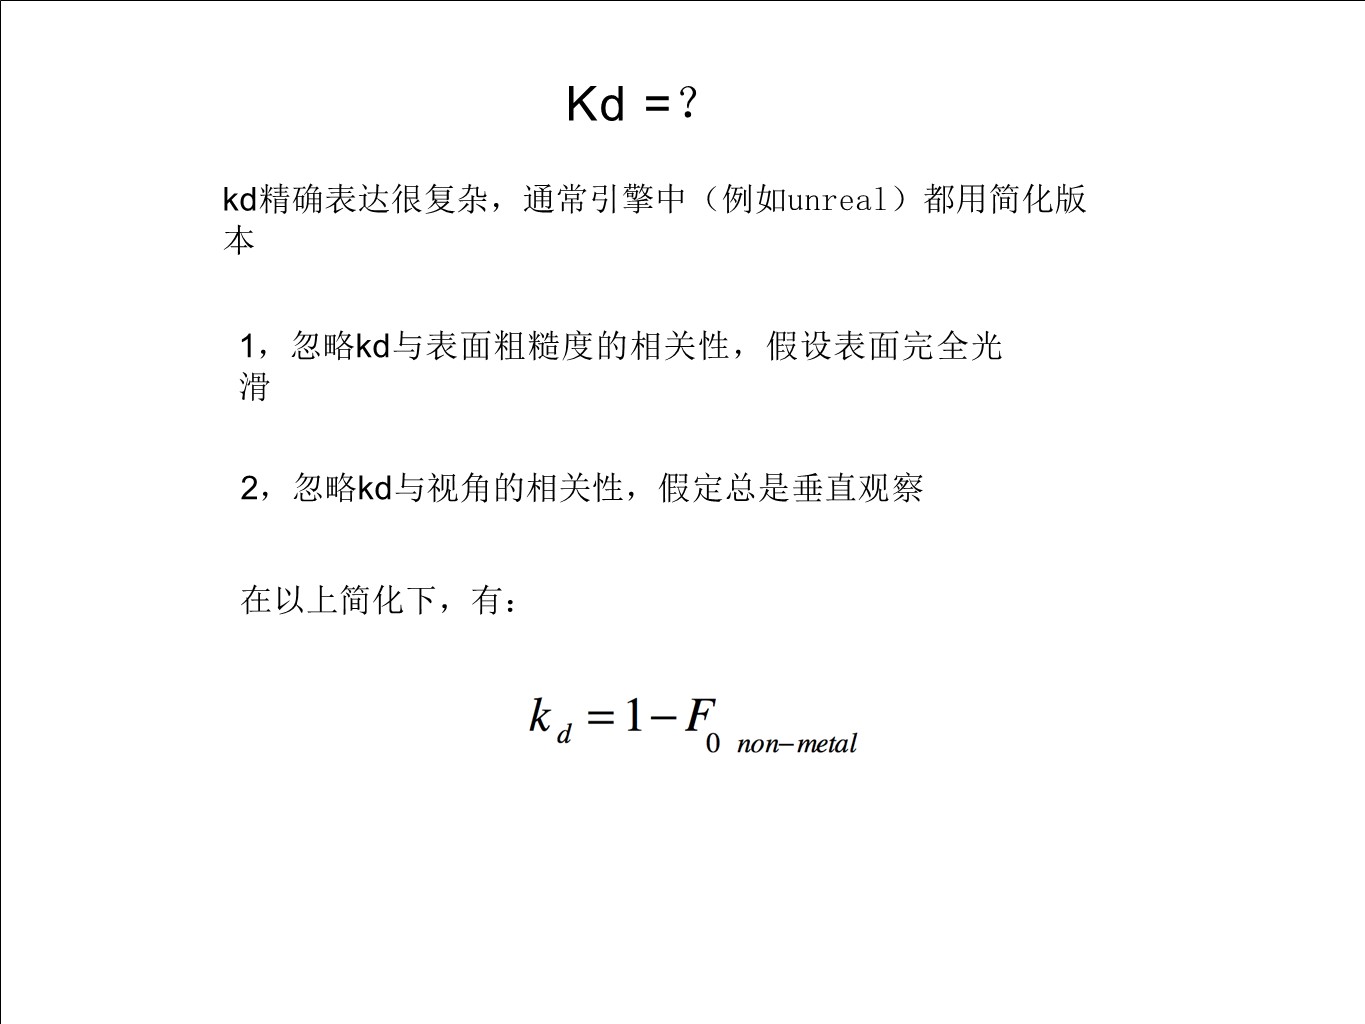 Kd =？
kd精确表达很复杂，通常引擎中（例如unreal）都用简化版
本
1，忽略kd与表面粗糙度的相关性，假设表面完全光
滑
2，忽略kd与视角的相关性，假定总是垂直观察
在以上简化下，有：
k_d = 1 − F_0 non−metal